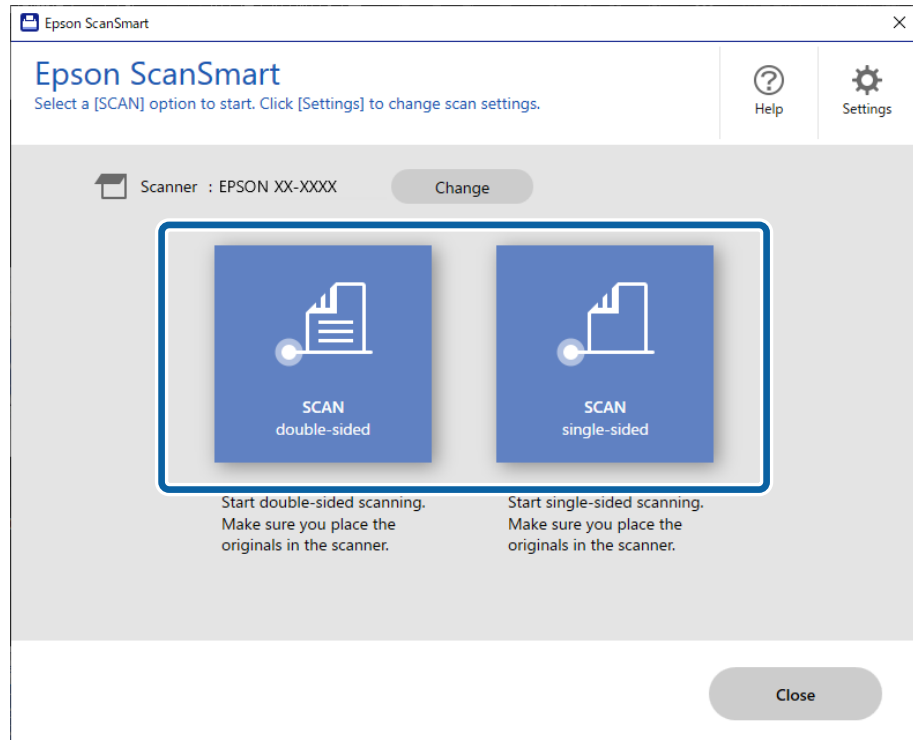 Epson ScanSmart
Epson ScanSmart
Select a [SCAN] option to start. Click [Settings] to change scan settings.
Help
Settings
Scanner : EPSON XX-XXXX
Change
SCAN
double-sided
SCAN
single-sided
Start double-sided scanning.
Make sure you place the
originals in the scanner.
Start single-sided scanning.
Make sure you place the
originals in the scanner.
Close